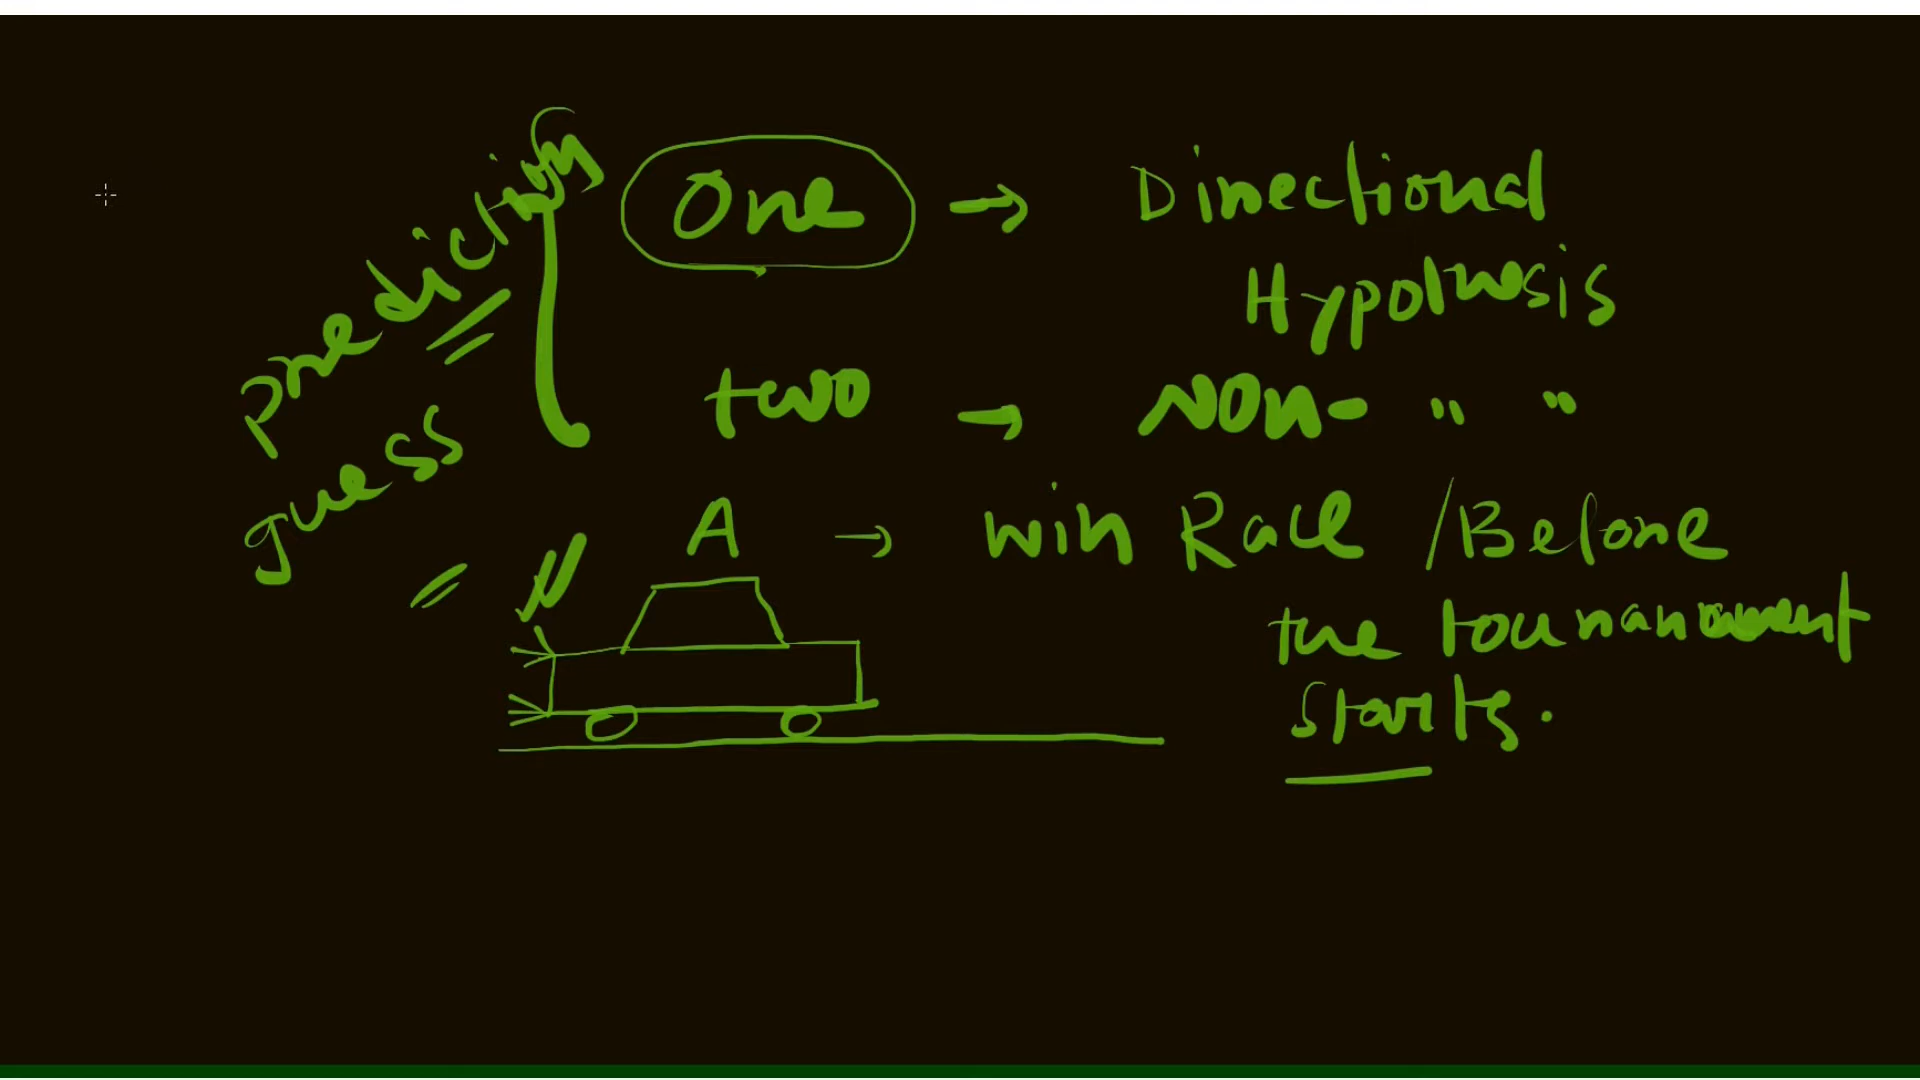 prediction
guess
One → Directional
Hypothesis
two → NON- " "
A → win Race / Before
the tournament
starts.